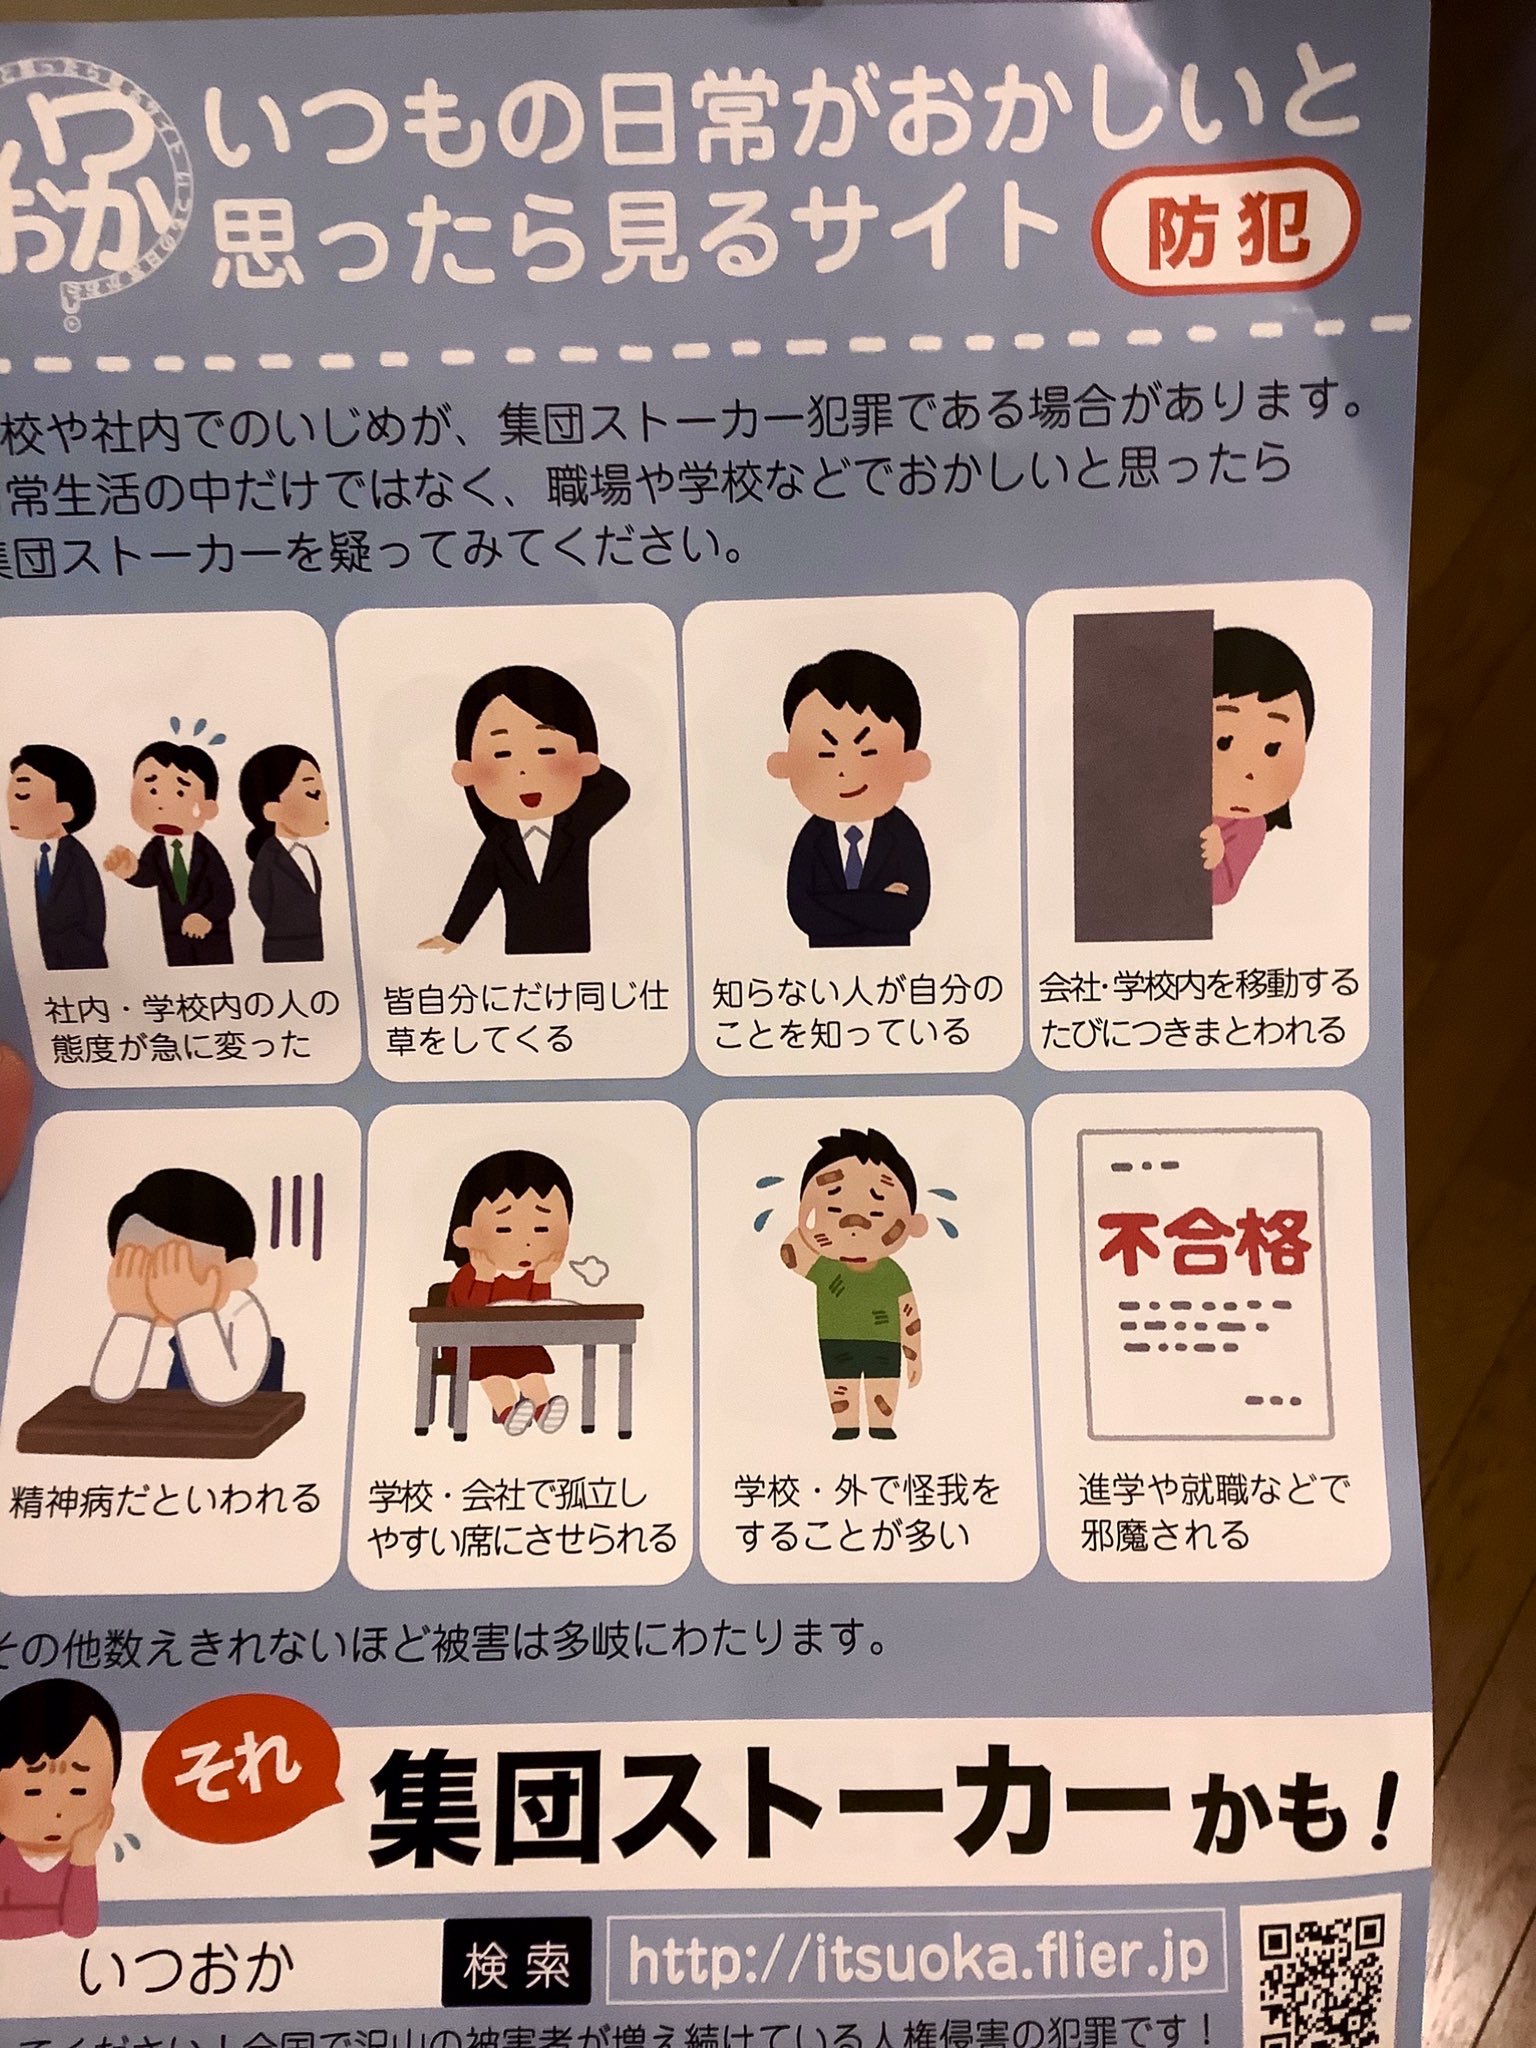 いつおか
いつもの日常がおかしいと
思ったら見るサイト 防犯
校や社内でのいじめが、集団ストーカー犯罪である場合があります。
常生活の中だけではなく、職場や学校などでおかしいと思ったら
集団ストーカーを疑ってみてください。
社内・学校内の人の
態度が急に変った
皆自分にだけ同じ仕
草をしてくる
知らない人が自分の
ことを知っている
会社・学校内を移動する
たびにつきまとわれる
精神病だといわれる
学校・会社で孤立し
やすい席にさせられる
学校・外で怪我を
することが多い
不合格
進学や就職などで
邪魔される
その他数えきれないほど被害は多岐にわたります。
それ
集団ストーカーかも!
いつおか 検索 http://itsuoka.flier.jp
てください!全国で沢山の被害者が増え続けている人権侵害の犯罪です!